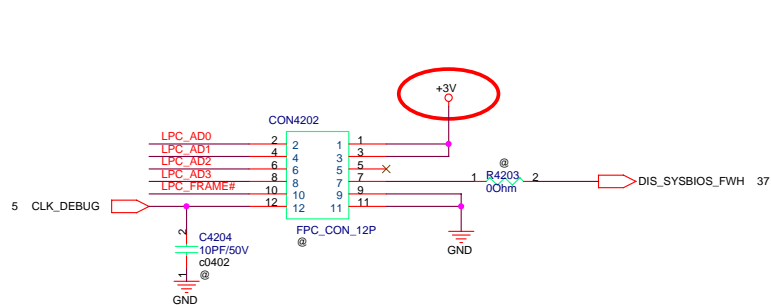 +3V
CON4202
LPC_AD0 2 2 1 1
LPC_AD1 4 4 3 3
LPC_AD2 6 6 5 5
LPC_AD3 8 8 7 7
LPC_FRAME# 10 10 9 9
12 12 11 11
@
R4203
1 2
0Ohm
DIS_SYSBIOS_FWH 37
5 CLK_DEBUG
FPC_CON_12P
@
2
C4204
10PF/50V
c0402
@
1
GND
GND